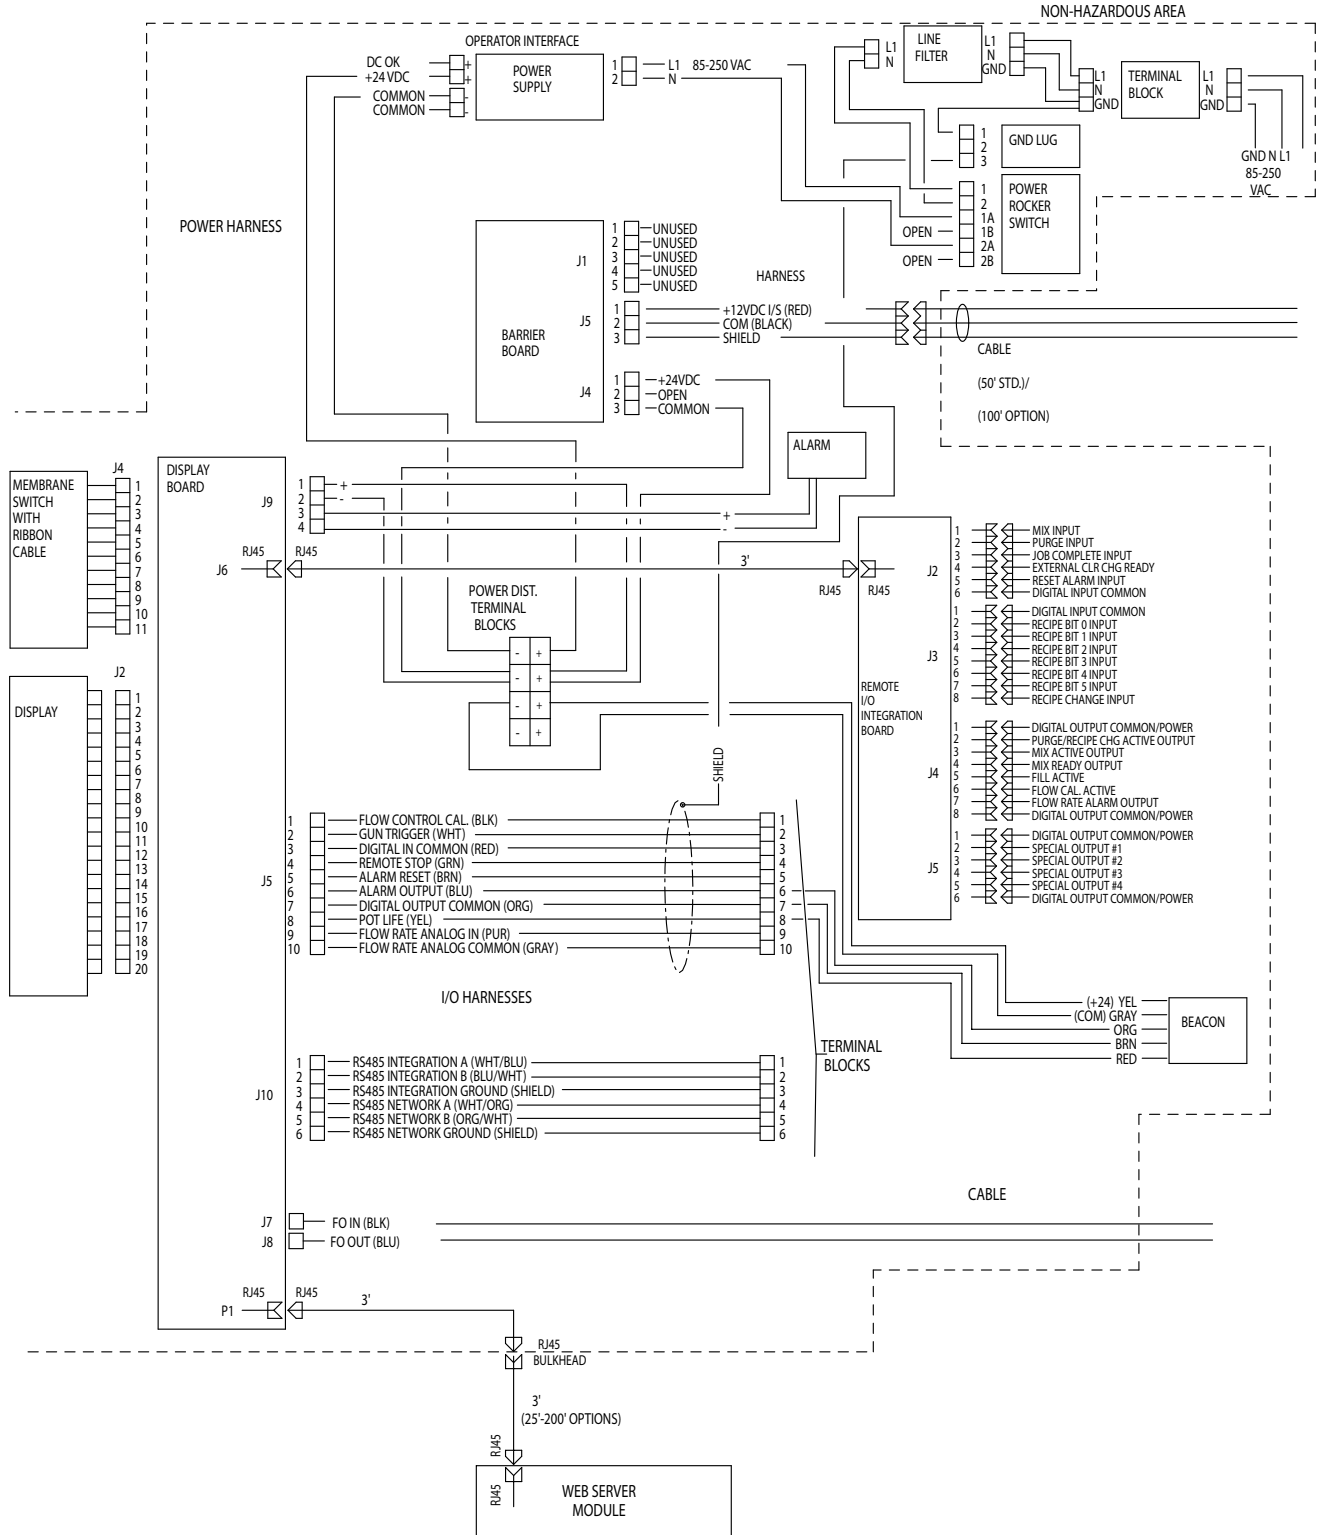 NON-HAZARDOUS AREA
OPERATOR INTERFACE
DC OK
+24 VDC
COMMON
COMMON
+
+
-
-
POWER
SUPPLY
1
2
L1 85-250 VAC
N
L1
N
LINE
FILTER
L1
N
GND
L1
N
GND
TERMINAL
BLOCK
L1
N
GND
GND N L1
85-250
VAC
1
2
3
GND LUG
1
2
1A
1B
2A
2B
OPEN
OPEN
POWER
ROCKER
SWITCH
POWER HARNESS
BARRIER
BOARD
J1
1
2
3
4
5
UNUSED
UNUSED
UNUSED
UNUSED
UNUSED
HARNESS
J5
1
2
3
+12VDC I/S (RED)
COM (BLACK)
SHIELD
CABLE
(50' STD.)/
(100' OPTION)
J4
1
2
3
+24VDC
OPEN
COMMON
ALARM
MEMBRANE
SWITCH
WITH
RIBBON
CABLE
J4
1
2
3
4
5
6
7
8
9
10
11
DISPLAY
BOARD
J9
1
2
3
4
+
-
+
-
RJ45
RJ45
J6
3'
RJ45
RJ45
POWER DIST.
TERMINAL
BLOCKS
- +
- +
- +
- +
DISPLAY
J2
1
2
3
4
5
6
7
8
9
10
11
12
13
14
15
16
17
18
19
20
REMOTE
I/O
INTEGRATION
BOARD
J2
1 MIX INPUT
2 PURGE INPUT
3 JOB COMPLETE INPUT
4 EXTERNAL CLR CHG READY
5 RESET ALARM INPUT
6 DIGITAL INPUT COMMON
J3
1 DIGITAL INPUT COMMON
2 RECIPE BIT 0 INPUT
3 RECIPE BIT 1 INPUT
4 RECIPE BIT 2 INPUT
5 RECIPE BIT 3 INPUT
6 RECIPE BIT 4 INPUT
7 RECIPE BIT 5 INPUT
8 RECIPE CHANGE INPUT
J4
1 DIGITAL OUTPUT COMMON/POWER
2 PURGE/RECIPE CHG ACTIVE OUTPUT
3 MIX ACTIVE OUTPUT
4 MIX READY OUTPUT
5 FILL ACTIVE
6 FLOW CAL. ACTIVE
7 FLOW RATE ALARM OUTPUT
8 DIGITAL OUTPUT COMMON/POWER
J5
1 DIGITAL OUTPUT COMMON/POWER
2 SPECIAL OUTPUT #1
3 SPECIAL OUTPUT #2
4 SPECIAL OUTPUT #3
5 SPECIAL OUTPUT #4
6 DIGITAL OUTPUT COMMON/POWER
SHIELD
J5
1 FLOW CONTROL CAL. (BLK) 1
2 GUN TRIGGER (WHT) 2
3 DIGITAL IN COMMON (RED) 3
4 REMOTE STOP (GRN) 4
5 ALARM RESET (BRN) 5
6 ALARM OUTPUT (BLU) 6
7 DIGITAL OUTPUT COMMON (ORG) 7
8 POT LIFE (YEL) 8
9 FLOW RATE ANALOG IN (PUR) 9
10 FLOW RATE ANALOG COMMON (GRAY) 10
I/O HARNESSES
(+24) YEL
(COM) GRAY
ORG
BRN
RED
BEACON
TERMINAL
BLOCKS
J10
1 RS485 INTEGRATION A (WHT/BLU) 1
2 RS485 INTEGRATION B (BLU/WHT) 2
3 RS485 INTEGRATION GROUND (SHIELD) 3
4 RS485 NETWORK A (WHT/ORG) 4
5 RS485 NETWORK B (ORG/WHT) 5
6 RS485 NETWORK GROUND (SHIELD) 6
CABLE
J7 FO IN (BLK)
J8 FO OUT (BLU)
RJ45
RJ45
P1
3'
RJ45
BULKHEAD
3'
(25'-200' OPTIONS)
RJ45
RJ45
WEB SERVER
MODULE